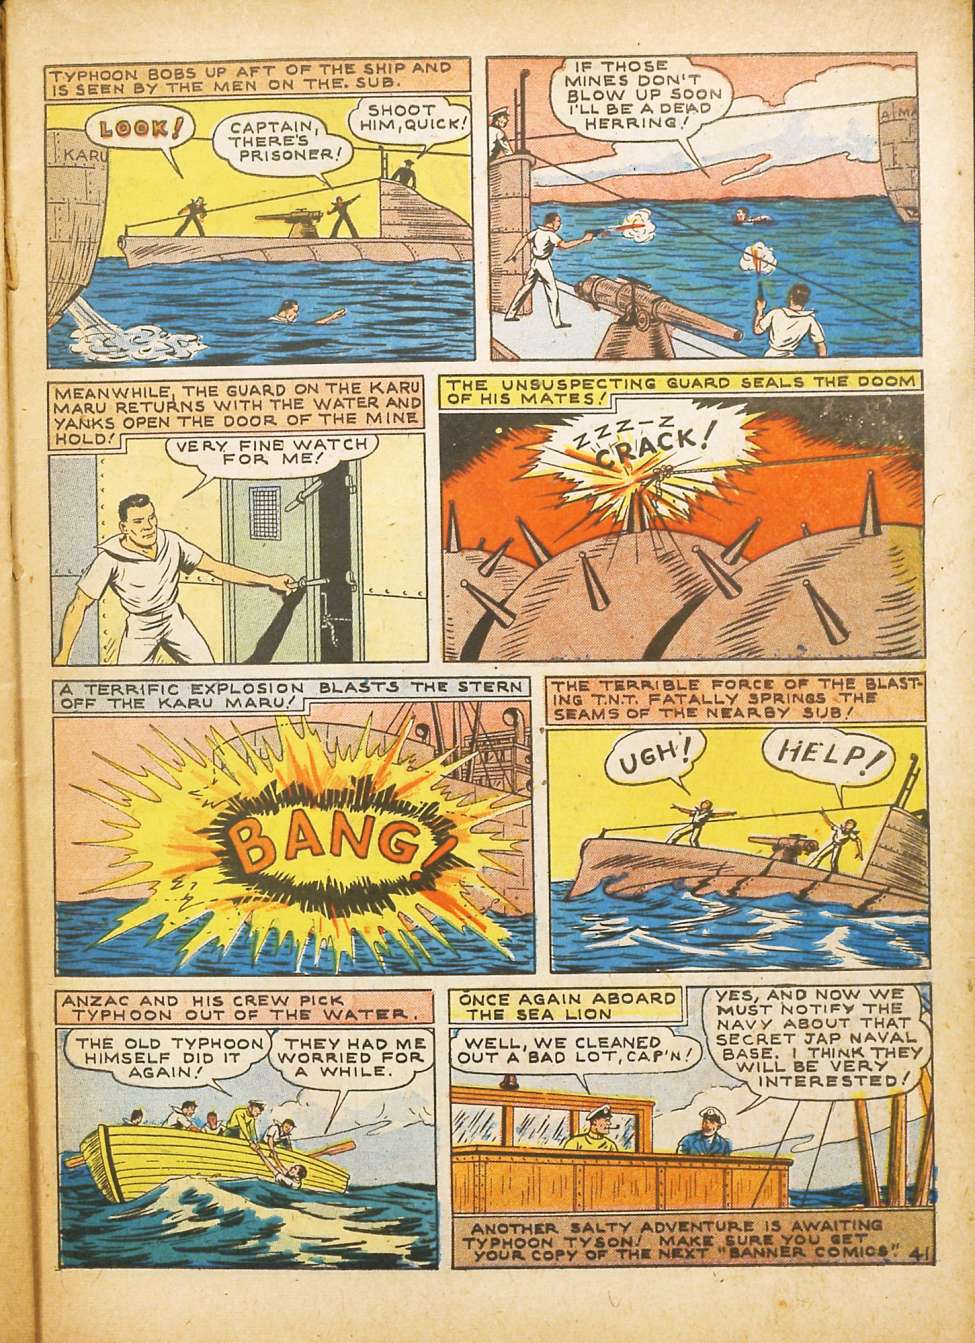 TYPHOON BOBS UP AFT OF THE SHIP AND
IS SEEN BY THE MEN ON THE. SUB.
LOOK!
CAPTAIN,
THERE'S
PRISONER!
SHOOT
HIM, QUICK!
KARU
IF THOSE
MINES DON'T
BLOW UP SOON
I'LL BE A DEAD
HERRING!
A MA
MEANWHILE, THE GUARD ON THE KARU
MARU RETURNS WITH THE WATER AND
YANKS OPEN THE DOOR OF THE MINE
HOLD!
VERY FINE WATCH
FOR ME!
THE UNSUSPECTING GUARD SEALS THE DOOM
OF HIS MATES!
ZZZ-Z
CRACK!
A TERRIFIC EXPLOSION BLASTS THE STERN
OFF THE KARU MARU!
BANG!
THE TERRIBLE FORCE OF THE BLAST-
ING T.N.T. FATALLY SPRINGS THE
SEAMS OF THE NEARBY SUB!
UGH!
HELP!
ANZAC AND HIS CREW PICK
TYPHOON OUT OF THE WATER.
THE OLD TYPHOON
HIMSELF DID IT
AGAIN!
THEY HAD ME
WORRIED FOR
A WHILE.
ONCE AGAIN ABOARD
THE SEA LION
WELL, WE CLEANED
OUT A BAD LOT, CAP'N!
YES, AND NOW WE
MUST NOTIFY THE
NAVY ABOUT THAT
SECRET JAP NAVAL
BASE. I THINK THEY
WILL BE VERY
INTERESTED!
ANOTHER SALTY ADVENTURE IS AWAITING
TYPHOON TYSON! MAKE SURE YOU GET
YOUR COPY OF THE NEXT "BANNER COMICS". 41